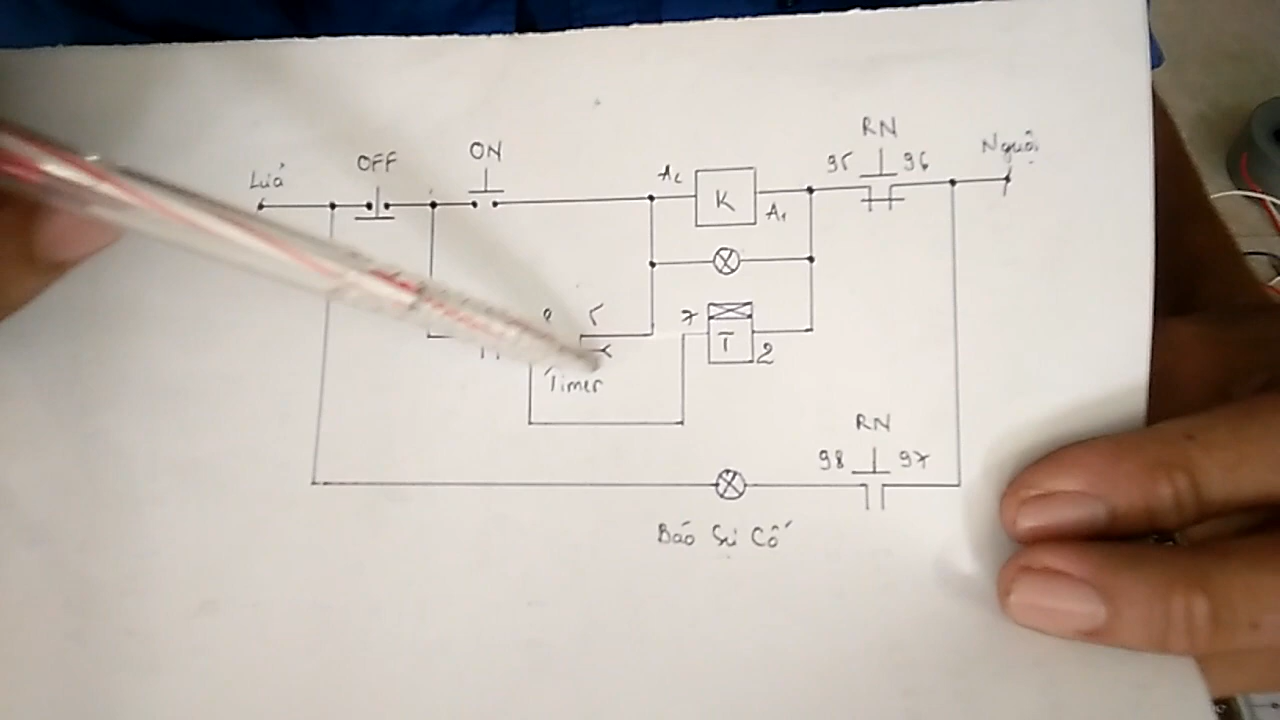 RN
ON
OFF
95
96
Nguội
Lửa
A₂
K
A₁
8 5
7
T
2
Timer
RN
98
97
Báo Sự Cố